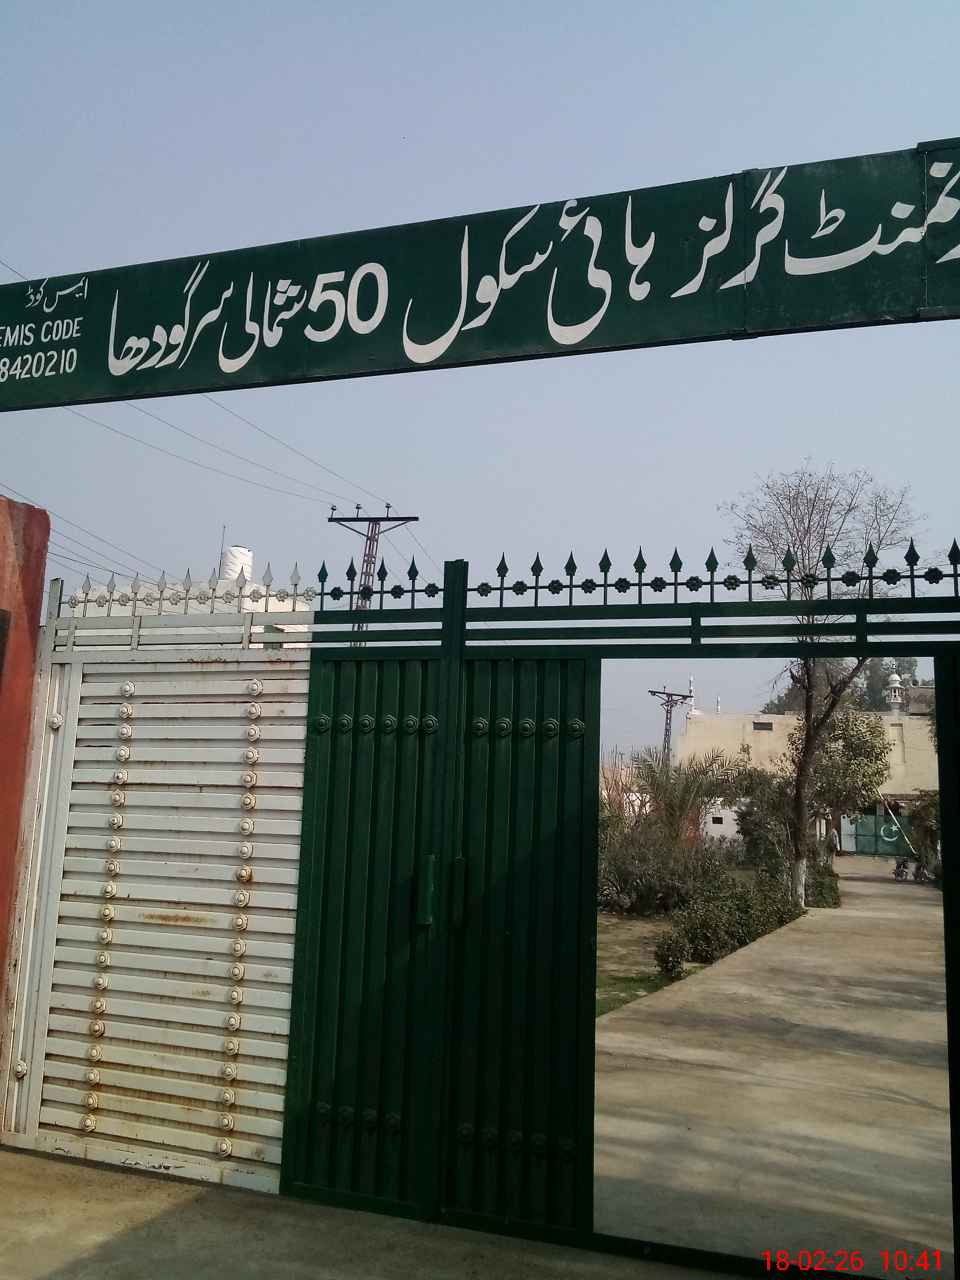 گرلز ہائی سکول 50 شمالی سرگودھا
ایمس کوڈ
EMIS CODE
8420210
18-02-26 10:41